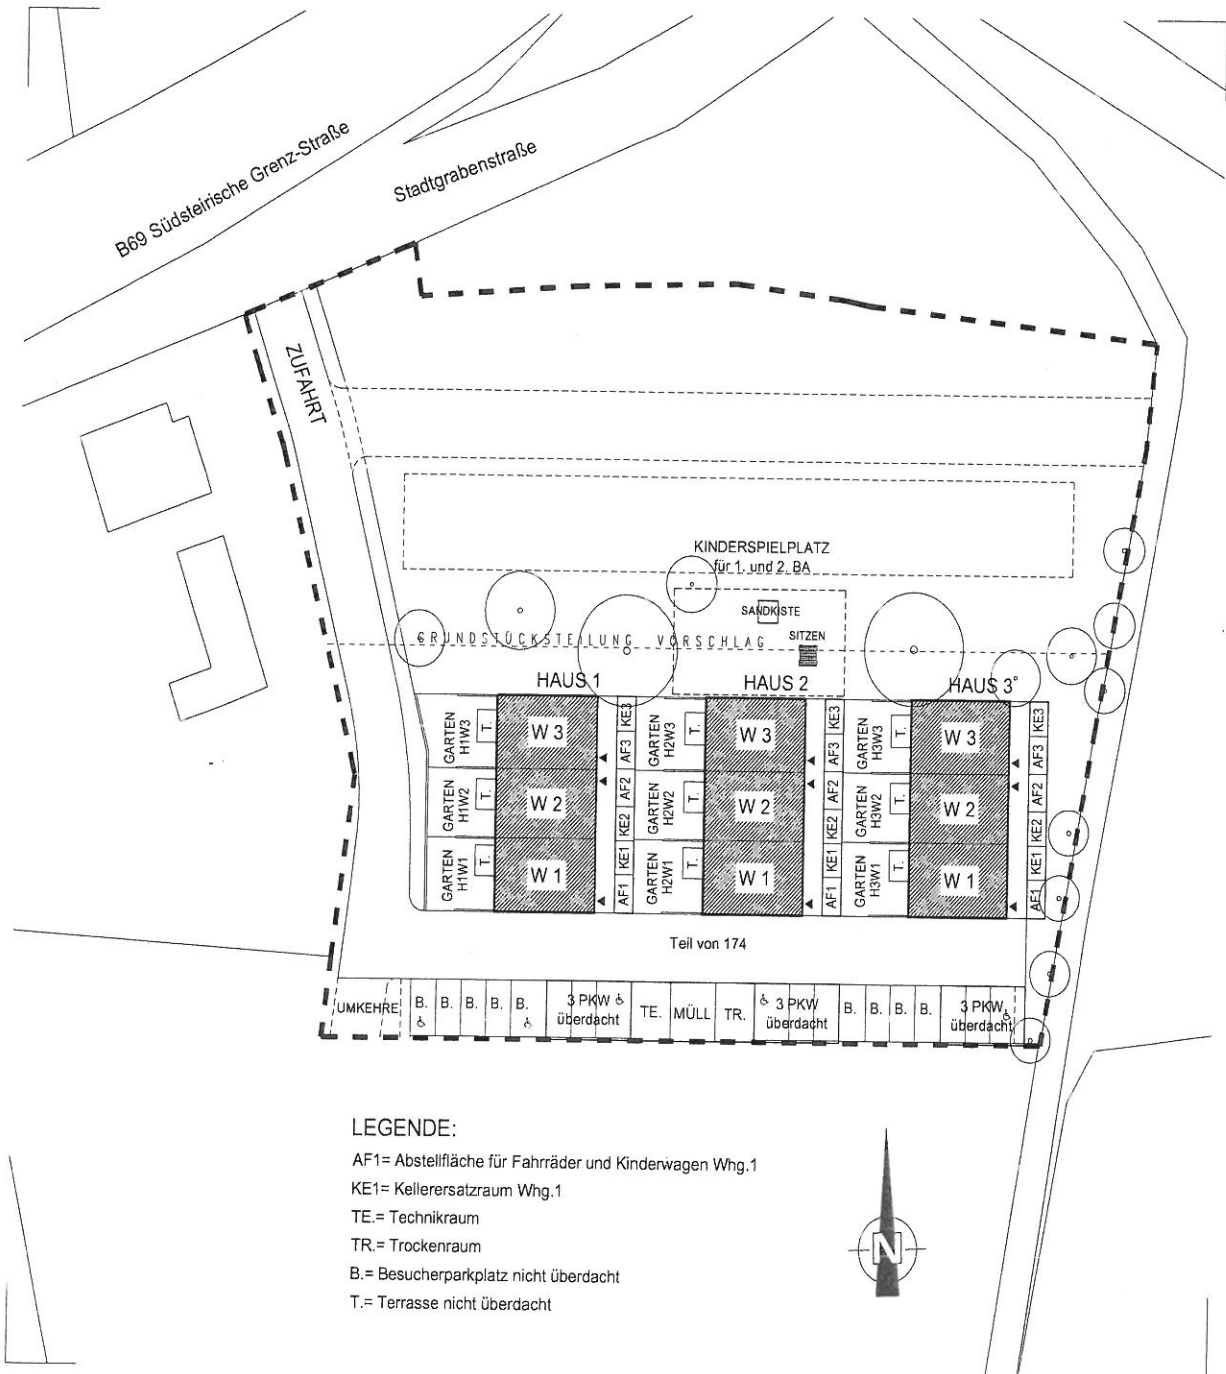 B69 Südsteirische Grenz-Straße
Stadtgrabenstraße
ZUFAHRT
KINDERSPIELPLATZ
für 1. und 2. BA
SANDKISTE
SITZEN
GRUNDSTÜCKSTEILUNG VORSCHLAG
HAUS 1
HAUS 2
HAUS 3
GARTEN
H1W3
T.
W 3
AF3 KE3
GARTEN
H2W3
T.
W 3
AF3 KE3
GARTEN
H3W3
T.
W 3
AF3 KE3
GARTEN
H1W2
T.
W 2
KE2 AF2
GARTEN
H2W2
T.
W 2
KE2 AF2
GARTEN
H3W2
T.
W 2
KE2 AF2
GARTEN
H1W1
T.
W 1
AF1 KE1
GARTEN
H2W1
T.
W 1
AF1 KE1
GARTEN
H3W1
T.
W 1
AF1 KE1
Teil von 174
UMKEHRE
B.
B.
B.
B.
B.
3 PKW
überdacht
TE.
MÜLL
TR.
3 PKW
überdacht
B.
B.
B.
B.
3 PKW
überdacht
LEGENDE:
AF1= Abstellfläche für Fahrräder und Kinderwagen Whg.1
KE1= Kellerersatzraum Whg.1
TE.= Technikraum
TR.= Trockenraum
B.= Besucherparkplatz nicht überdacht
T.= Terrasse nicht überdacht
N